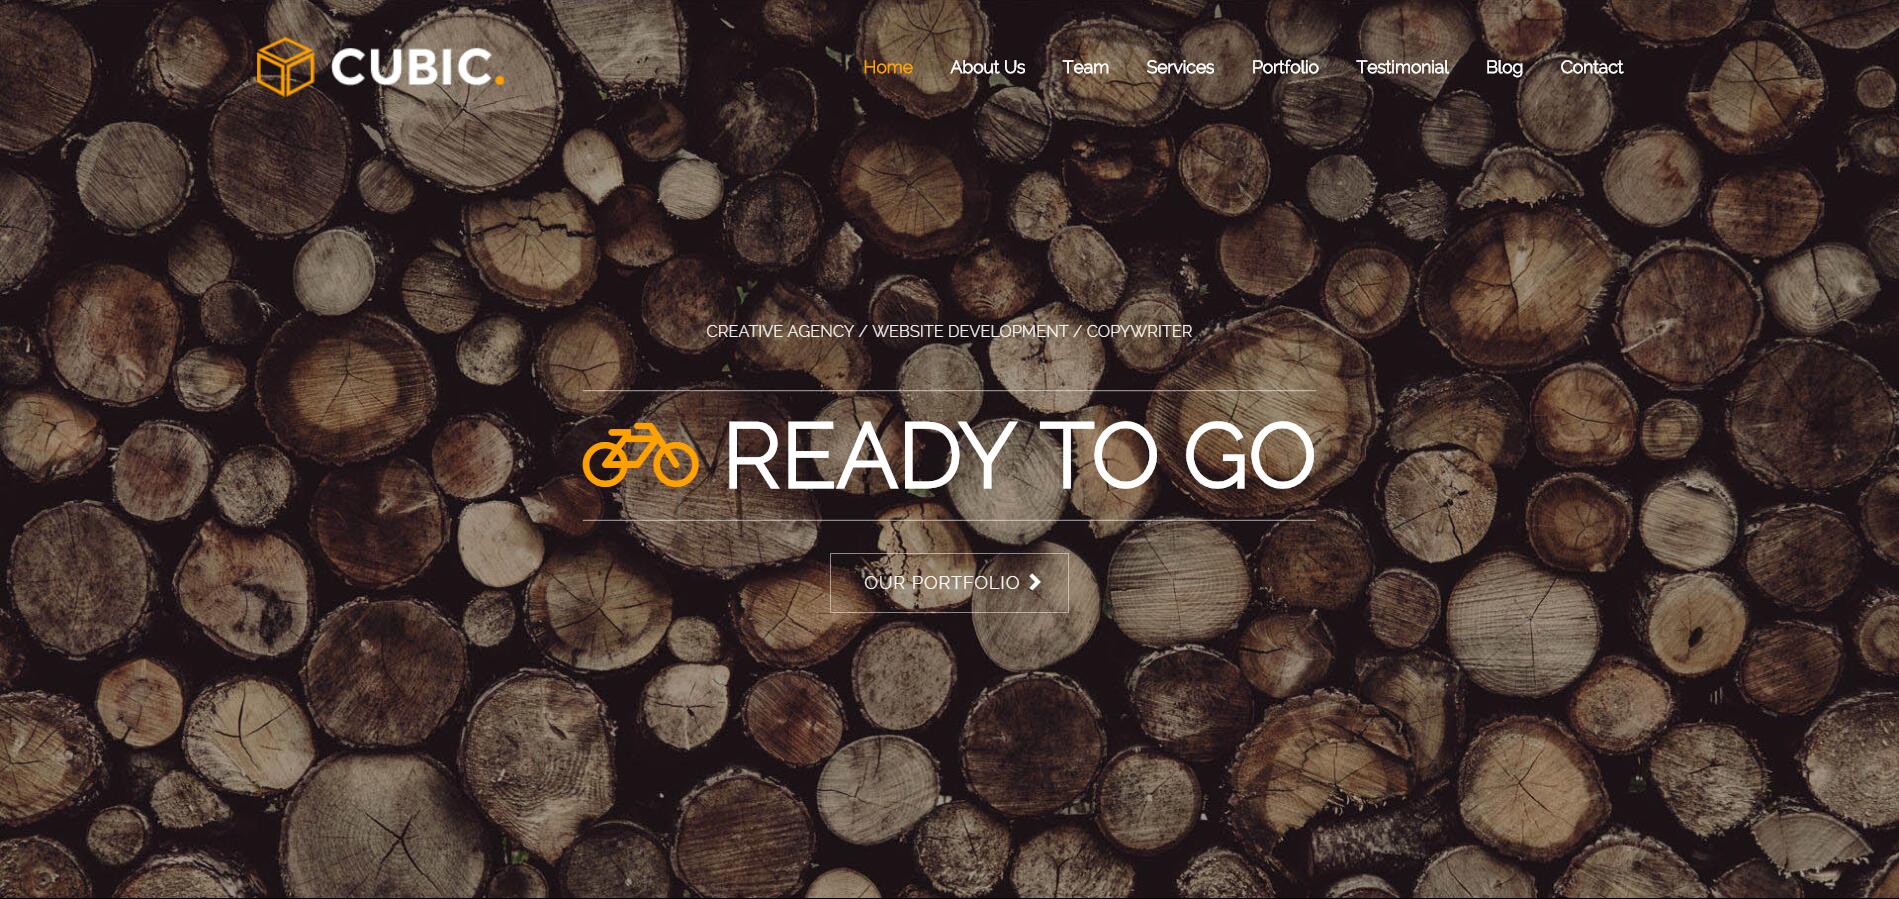 CUBIC.
Home About Us Team Services Portfolio Testimonial Blog Contact
CREATIVE AGENCY / WEBSITE DEVELOPMENT / COPYWRITER
READY TO GO
OUR PORTFOLIO